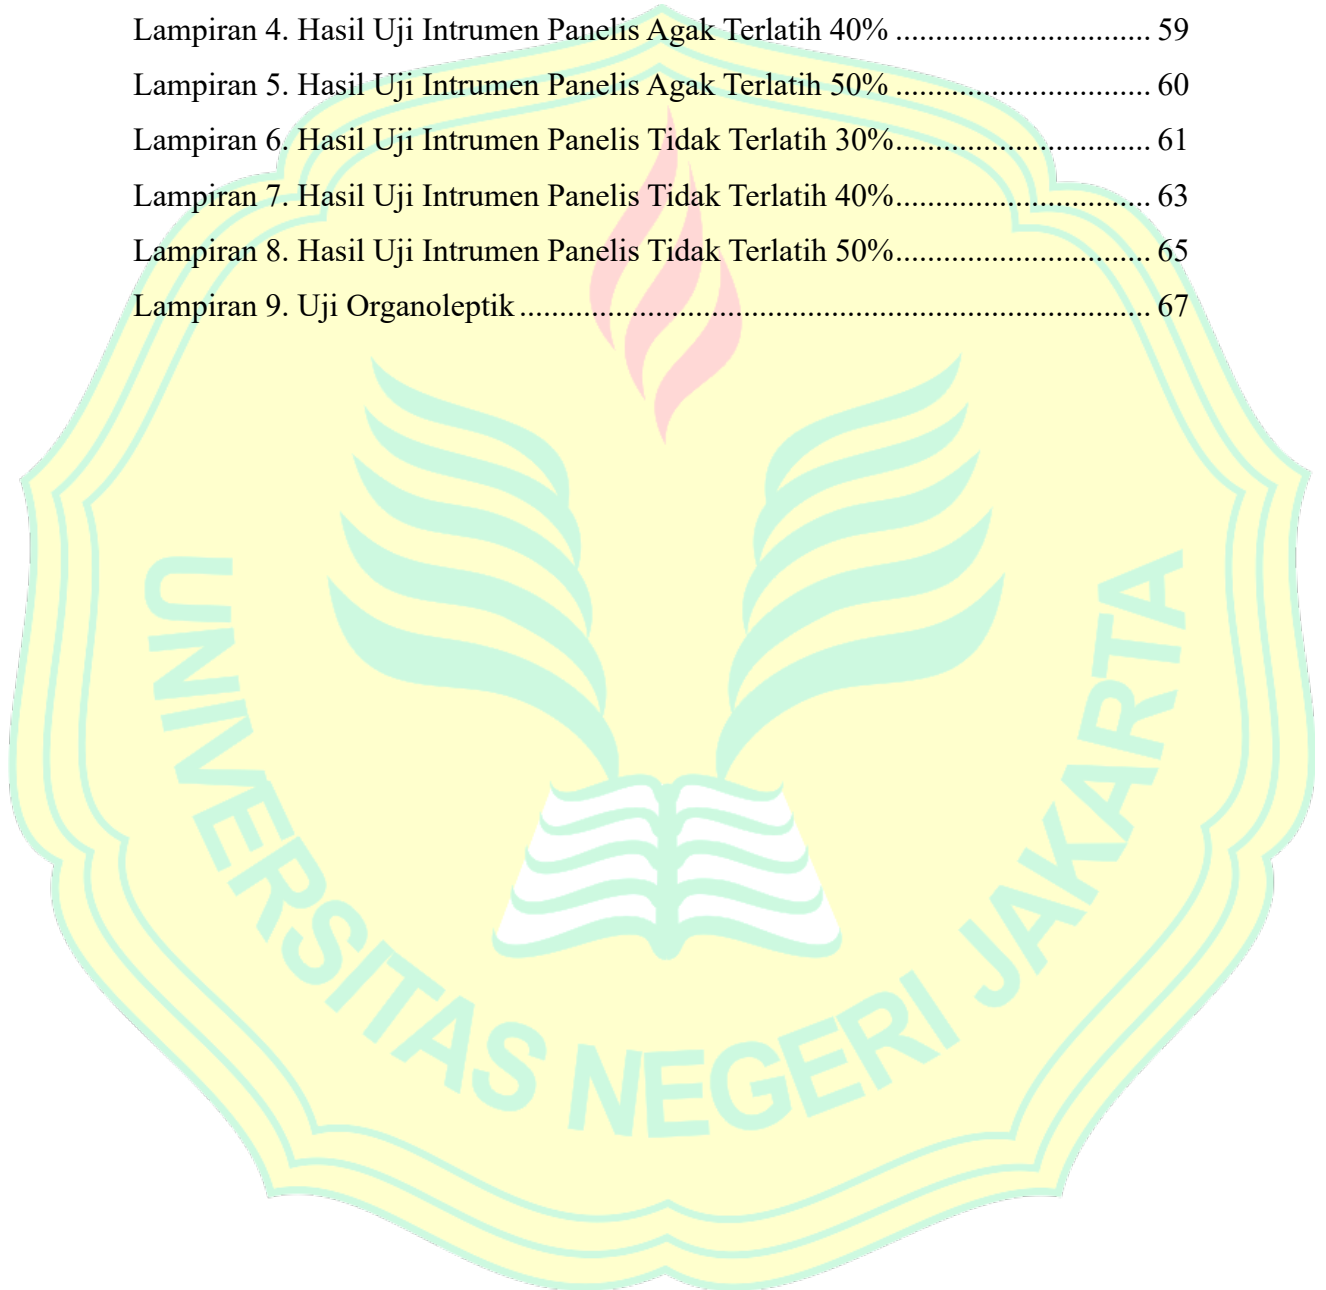 Lampiran 4. Hasil Uji Intrumen Panelis Agak Terlatih 40% ................................ 59
Lampiran 5. Hasil Uji Intrumen Panelis Agak Terlatih 50% ................................ 60
Lampiran 6. Hasil Uji Intrumen Panelis Tidak Terlatih 30%................................ 61
Lampiran 7. Hasil Uji Intrumen Panelis Tidak Terlatih 40%................................ 63
Lampiran 8. Hasil Uji Intrumen Panelis Tidak Terlatih 50%................................ 65
Lampiran 9. Uji Organoleptik ............................................................................... 67
UNIVERSITAS NEGERI JAKARTA